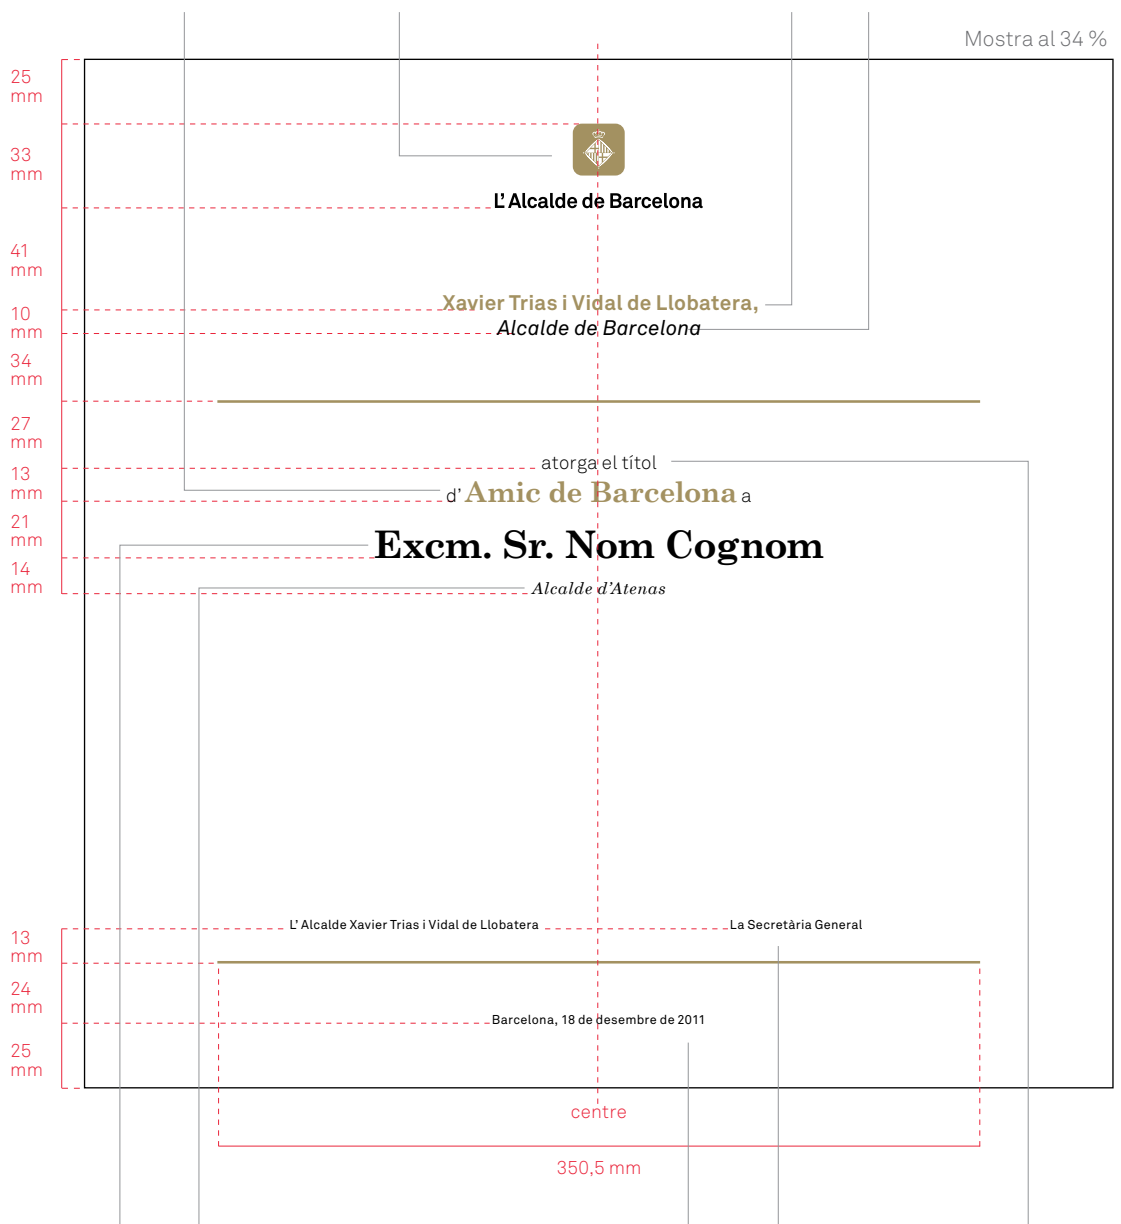 Mostra al 34 %
25
mm
33
mm
L’ Alcalde de Barcelona
41
mm
Xavier Trias i Vidal de Llobatera,
10
mm
Alcalde de Barcelona
34
mm
27
mm
atorga el títol
13
mm
d’ Amic de Barcelona a
21
mm
Excm. Sr. Nom Cognom
14
mm
Alcalde d’Atenas
L’ Alcalde Xavier Trias i Vidal de Llobatera
La Secretària General
13
mm
24
mm
Barcelona, 18 de desembre de 2011
25
mm
centre
350,5 mm